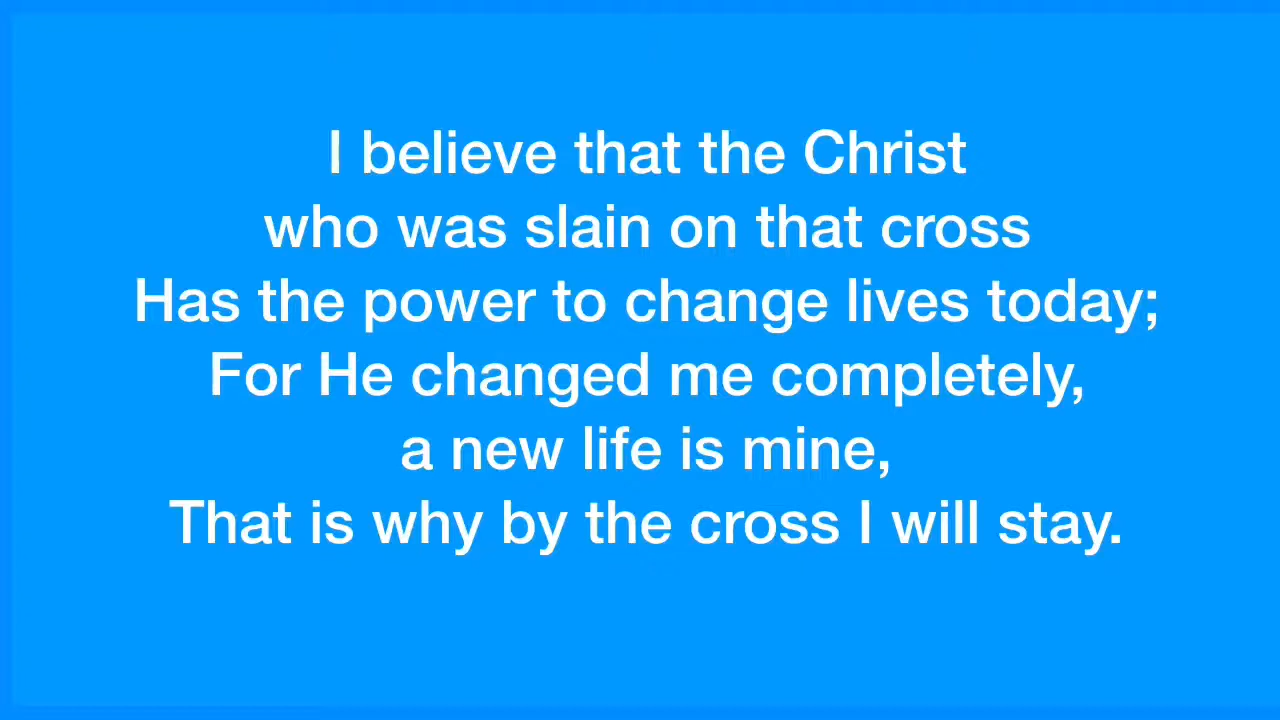 I believe that the Christ
who was slain on that cross
Has the power to change lives today;
For He changed me completely,
a new life is mine,
That is why by the cross I will stay.